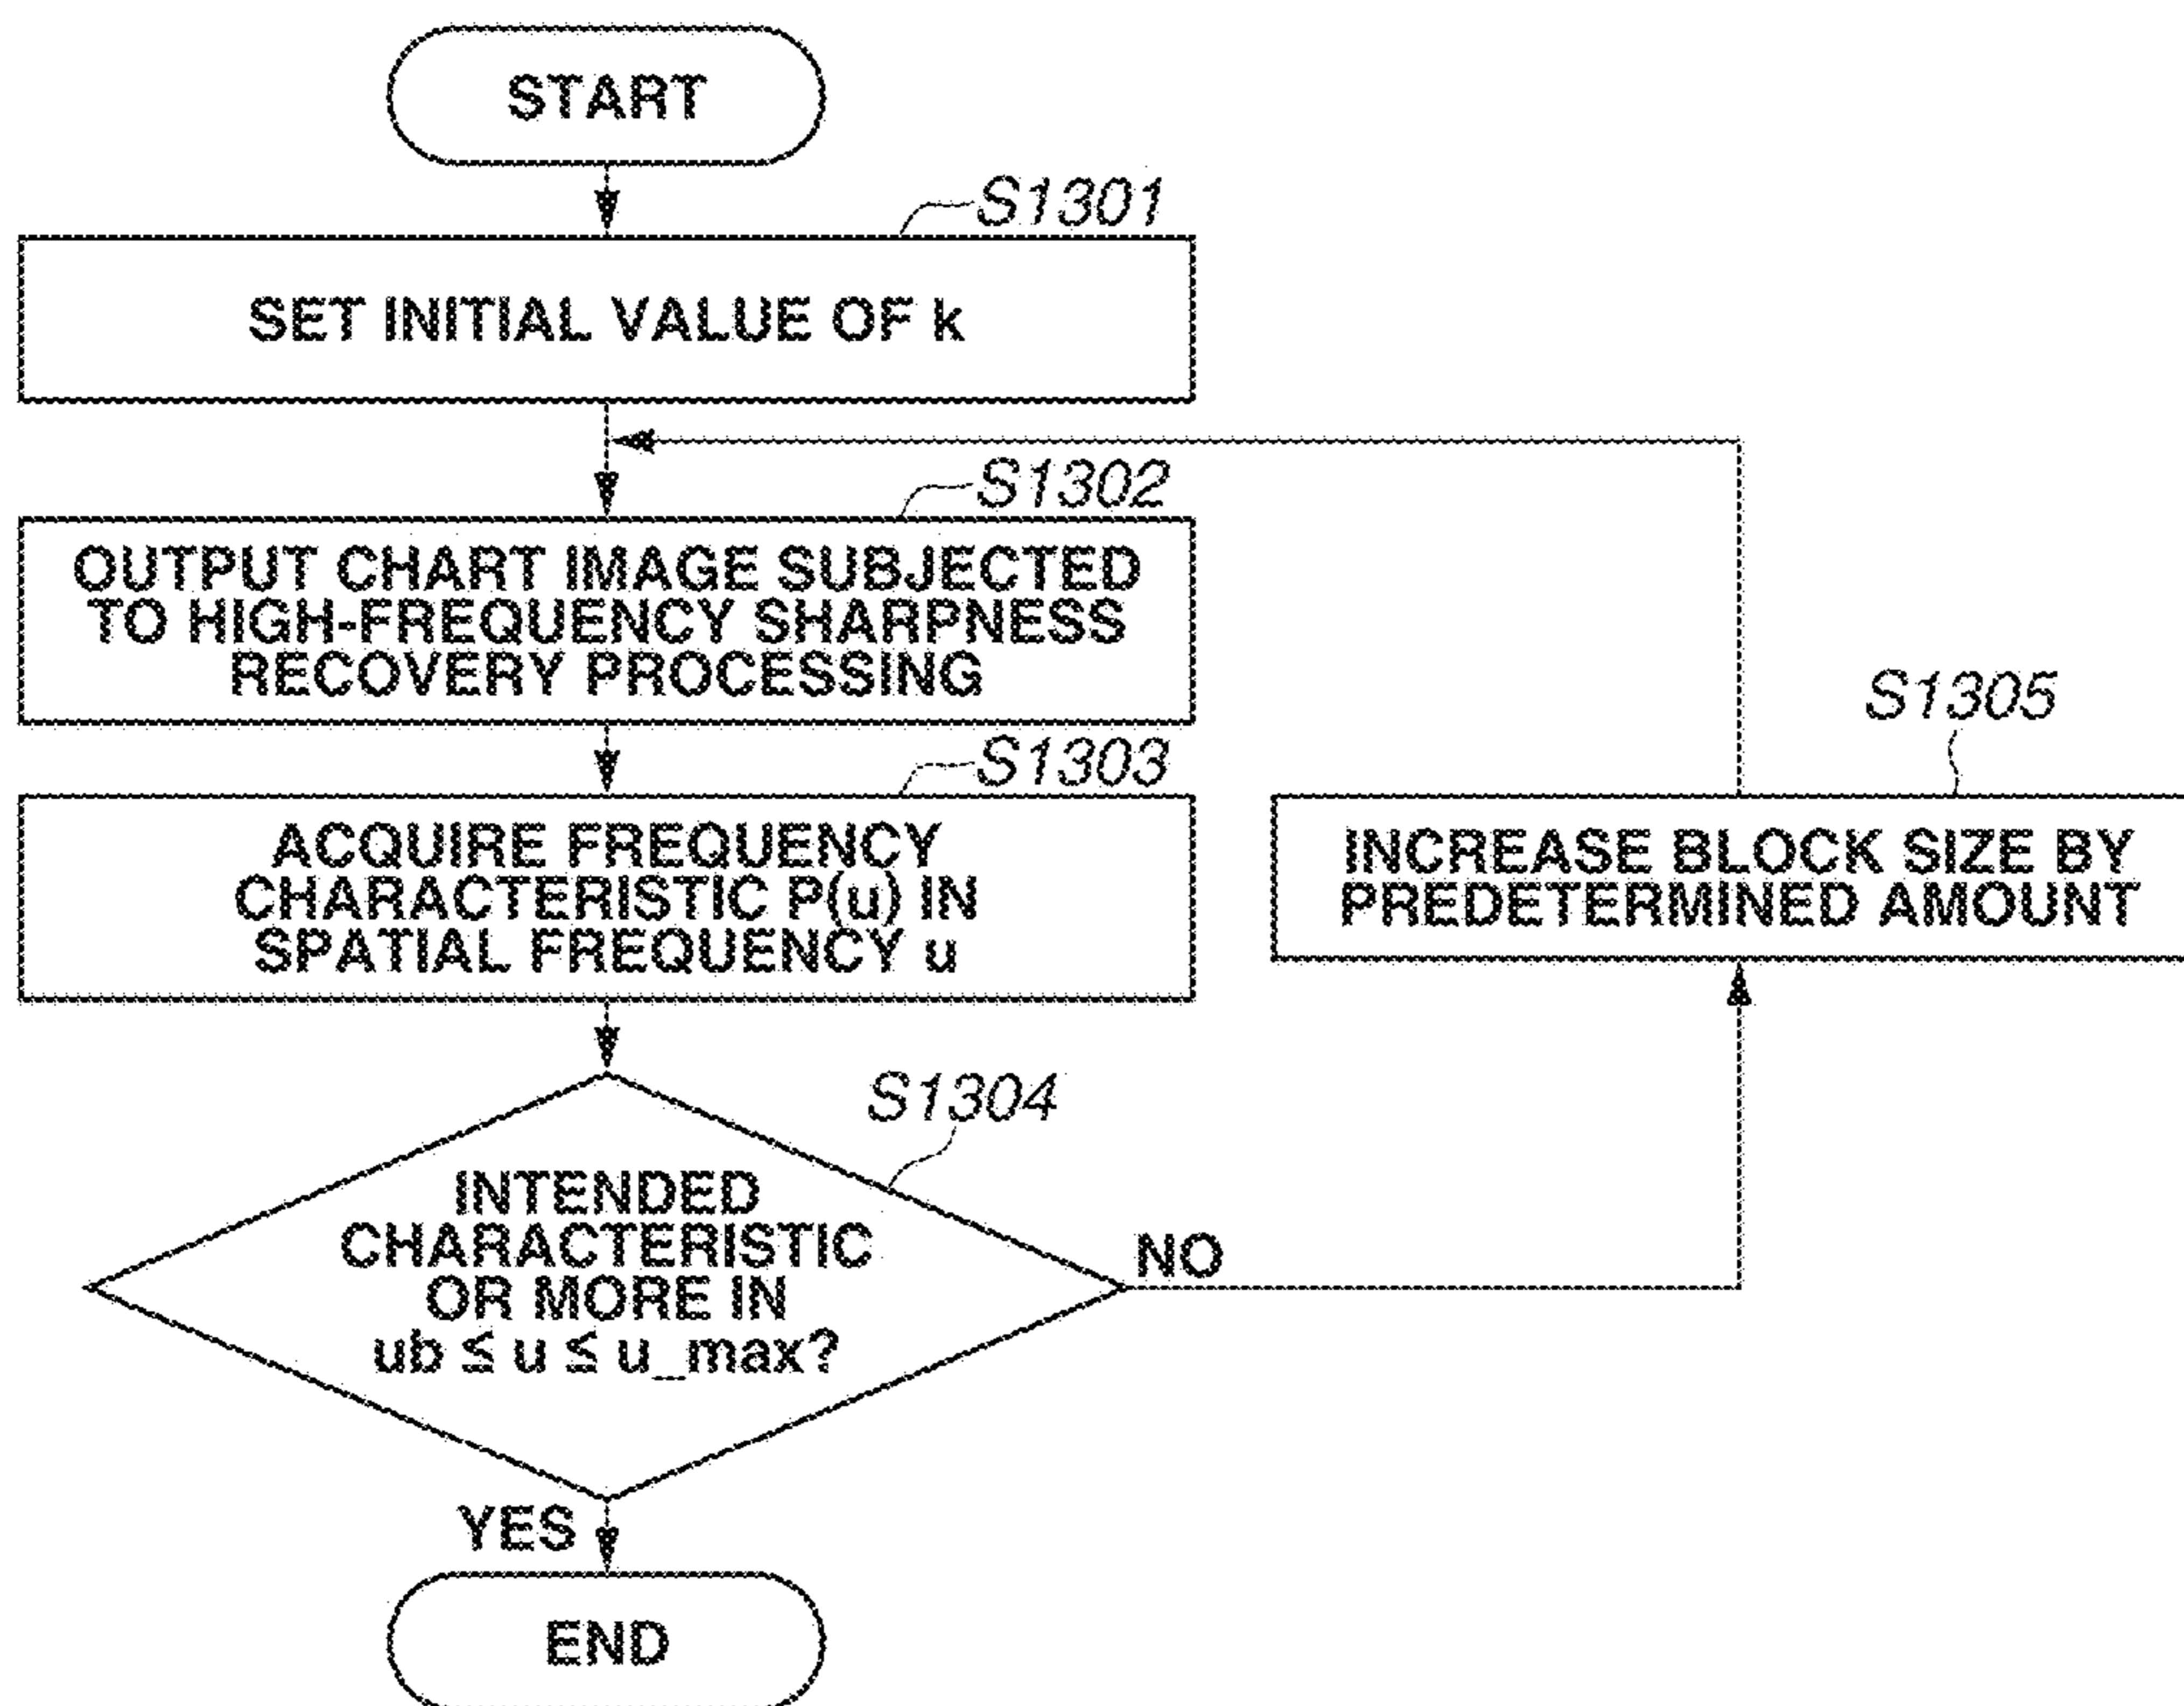 START
S1301
SET INITIAL VALUE OF k
S1302
OUTPUT CHART IMAGE SUBJECTED
TO HIGH-FREQUENCY SHARPNESS
RECOVERY PROCESSING
S1303
ACQUIRE FREQUENCY
CHARACTERISTIC P(u) IN
SPATIAL FREQUENCY u
S1305
INCREASE BLOCK SIZE BY
PREDETERMINED AMOUNT
S1304
INTENDED
CHARACTERISTIC
OR MORE IN
ub ≤ u ≤ u_max?
NO
YES
END